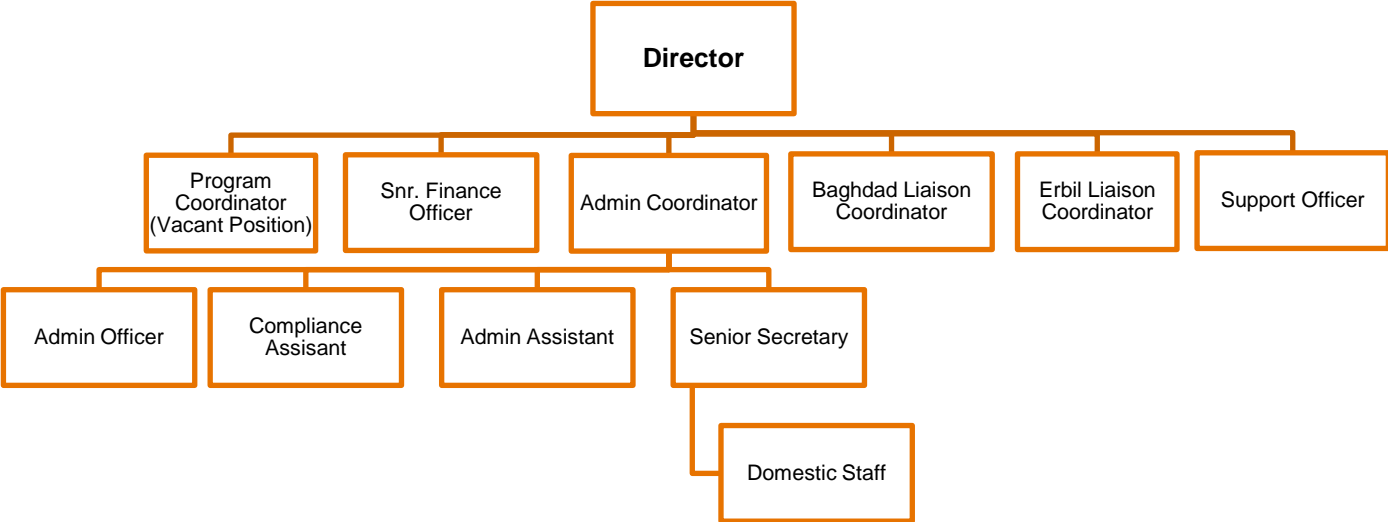 Director
Program
Coordinator
(Vacant Position)
Snr. Finance
Officer
Admin Coordinator
Baghdad Liaison
Coordinator
Erbil Liaison
Coordinator
Support Officer
Admin Officer
Compliance
Assisant
Admin Assistant
Senior Secretary
Domestic Staff